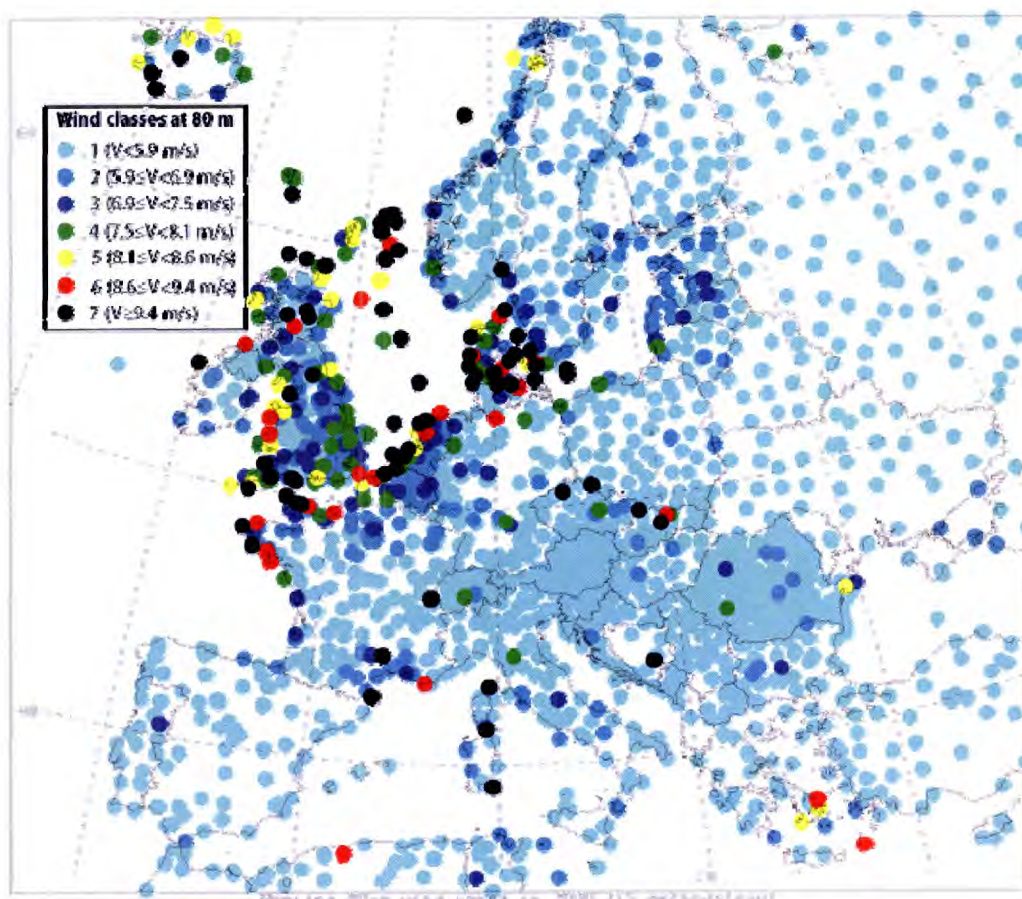 Wind classes at 80 m
1 (V<5.9 m/s)
2 (5.9≤V<6.9 m/s)
3 (6.9≤V<7.5 m/s)
4 (7.5≤V<8.1 m/s)
5 (8.1≤V<8.6 m/s)
6 (8.6≤V<9.4 m/s)
7 (V≥9.4 m/s)